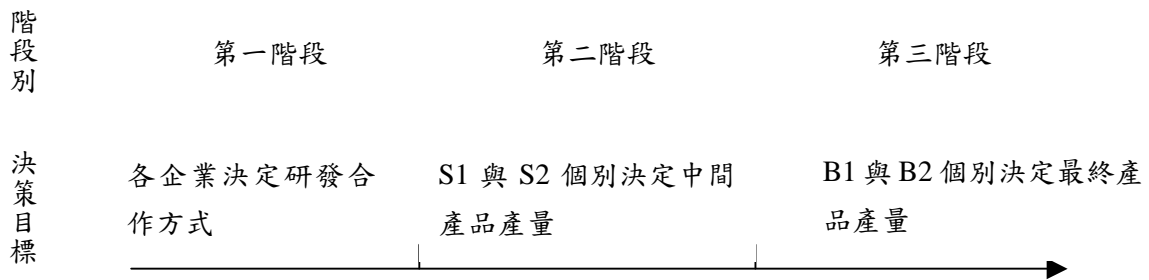 階段別
第一階段
第二階段
第三階段
決策目標
各企業決定研發合
作方式
S1 與 S2 個別決定中間
產品產量
B1 與 B2 個別決定最終產
品產量